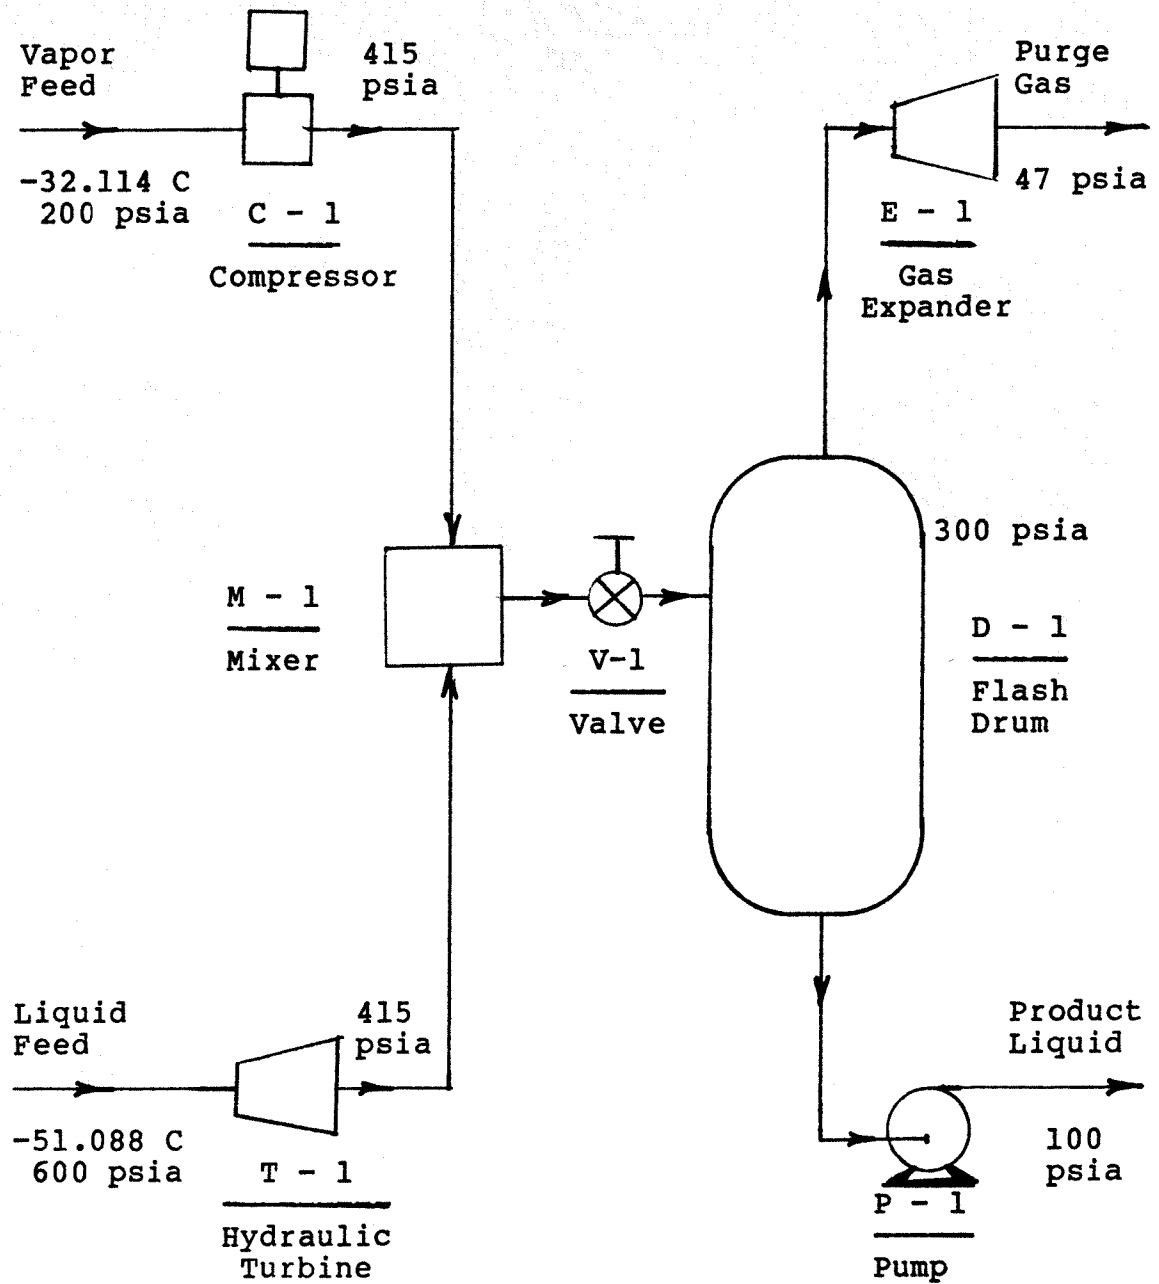 Vapor
Feed
415
psia
-32.114 C
200 psia
C - 1
Compressor
Purge
Gas
47 psia
E - 1
Gas
Expander
300 psia
M - 1
Mixer
V-1
Valve
D - 1
Flash
Drum
Liquid
Feed
415
psia
-51.088 C
600 psia
T - 1
Hydraulic
Turbine
Product
Liquid
100
psia
P - 1
Pump